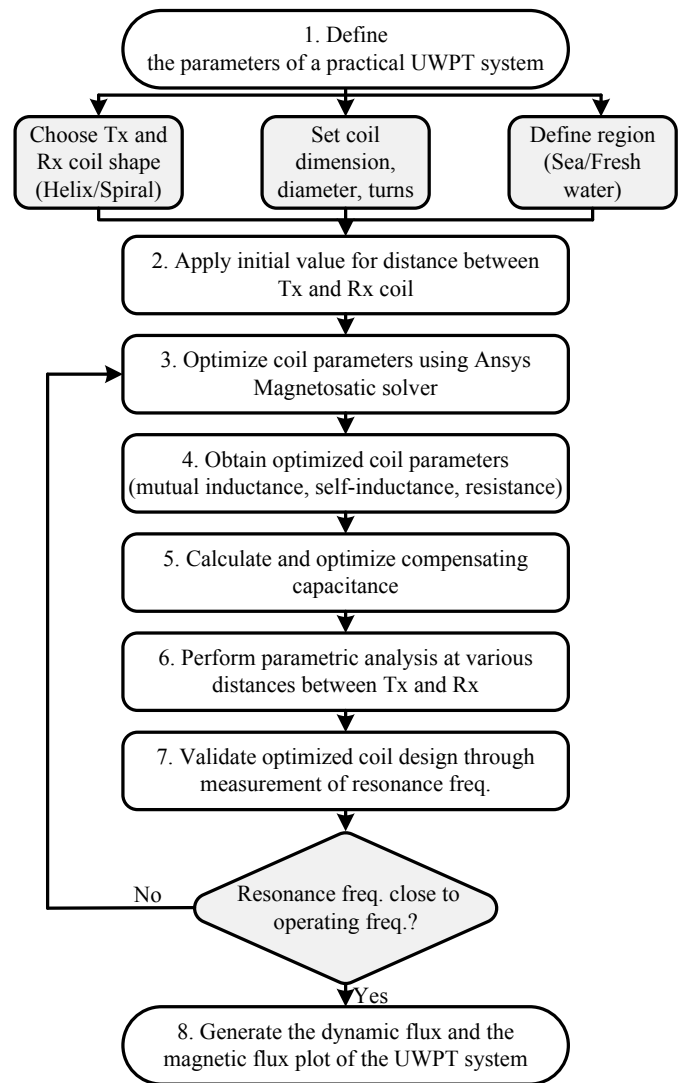 1. Define
the parameters of a practical UWPT system
Choose Tx and
Rx coil shape
(Helix/Spiral)
Set coil
dimension,
diameter, turns
Define region
(Sea/Fresh
water)
2. Apply initial value for distance between
Tx and Rx coil
3. Optimize coil parameters using Ansys
Magnetosatic solver
4. Obtain optimized coil parameters
(mutual inductance, self-inductance, resistance)
5. Calculate and optimize compensating
capacitance
6. Perform parametric analysis at various
distances between Tx and Rx
7. Validate optimized coil design through
measurement of resonance freq.
No
Resonance freq. close to
operating freq.?
Yes
8. Generate the dynamic flux and the
magnetic flux plot of the UWPT system